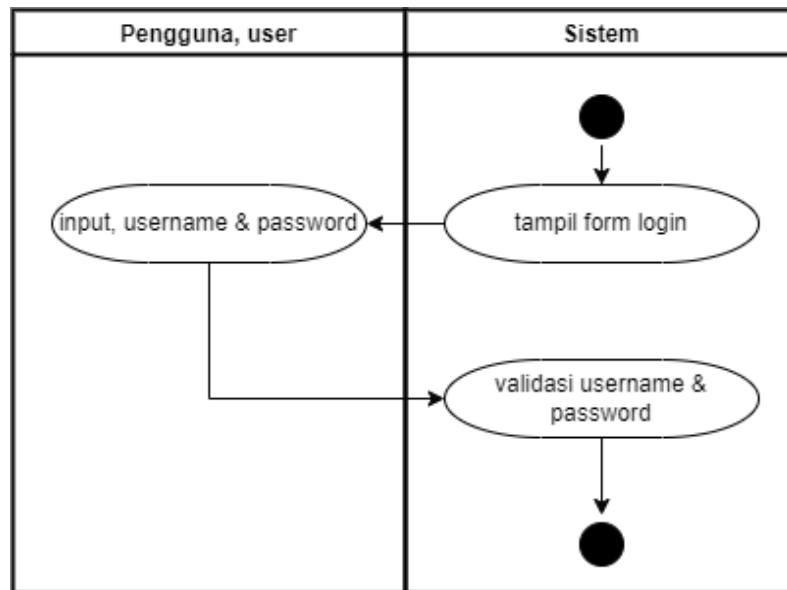 Pengguna, user
Sistem
input, username & password
tampil form login
validasi username &
password